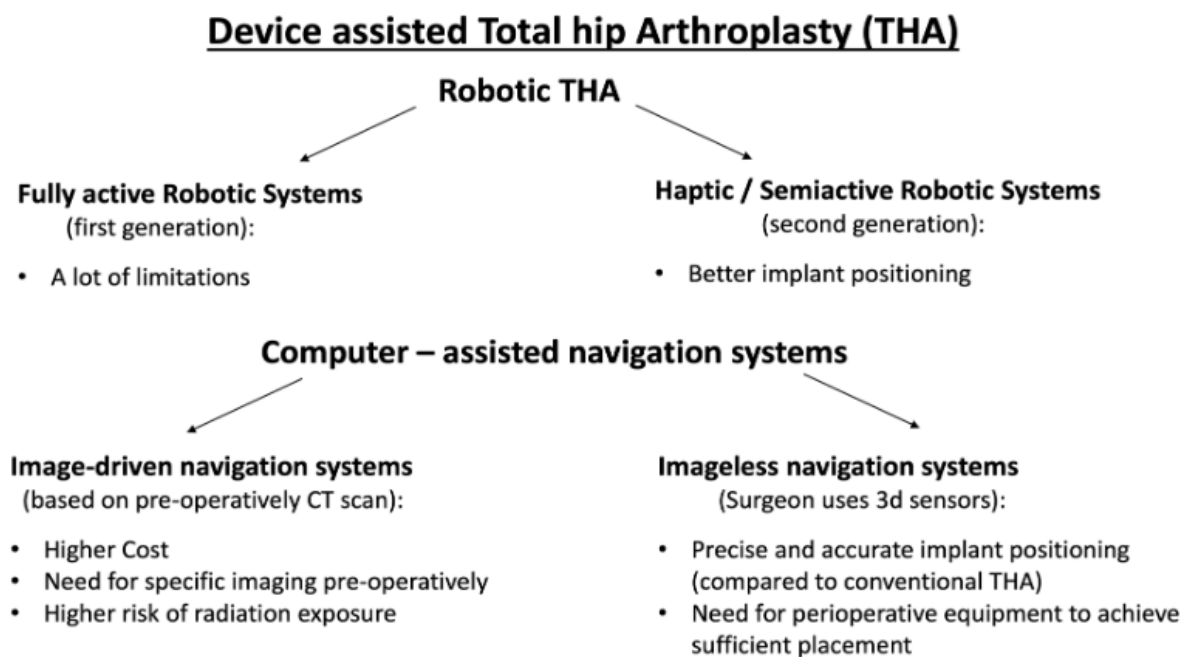 Device assisted Total hip Arthroplasty (THA)
Robotic THA
Fully active Robotic Systems
(first generation):
• A lot of limitations
Haptic / Semiactive Robotic Systems
(second generation):
• Better implant positioning
Computer – assisted navigation systems
Image-driven navigation systems
(based on pre-operatively CT scan):
• Higher Cost
• Need for specific imaging pre-operatively
• Higher risk of radiation exposure
Imageless navigation systems
(Surgeon uses 3d sensors):
• Precise and accurate implant positioning
(compared to conventional THA)
• Need for perioperative equipment to achieve
sufficient placement